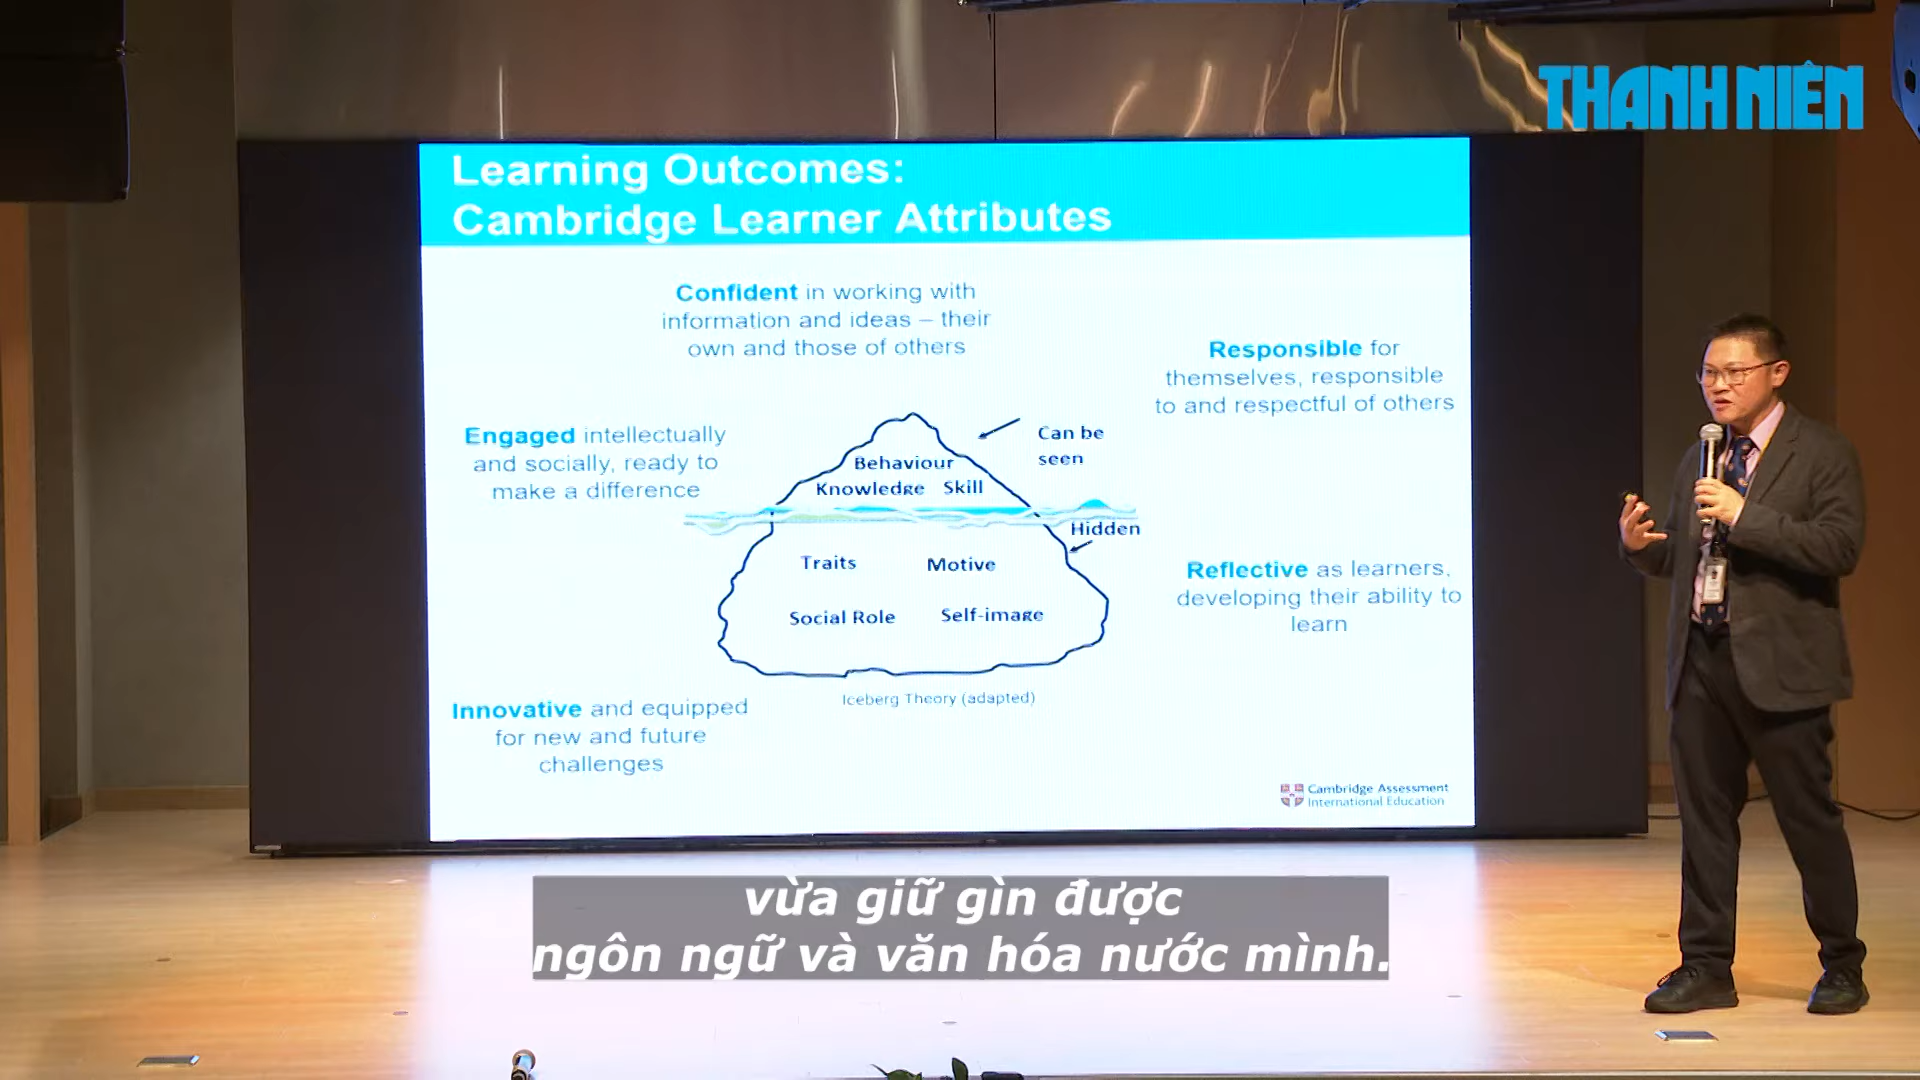 THANH NIÊN
Learning Outcomes:
Cambridge Learner Attributes
Confident in working with
information and ideas – their
own and those of others
Responsible for
themselves, responsible
to and respectful of others
Engaged intellectually
and socially, ready to
make a difference
Can be
seen
Behaviour
Knowledge Skill
Hidden
Traits Motive
Social Role Self-image
Reflective as learners,
developing their ability to
learn
Iceberg Theory (adapted)
Innovative and equipped
for new and future
challenges
Cambridge Assessment
International Education
vừa giữ gìn được
ngôn ngữ và văn hóa nước mình.